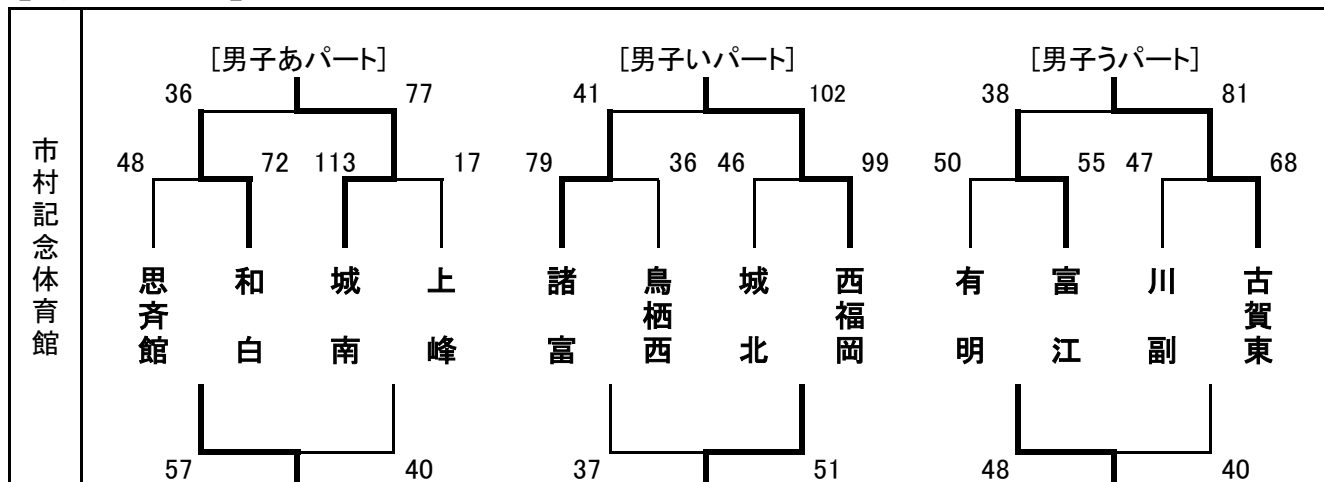 [男子あパート] [男子いパート] [男子うパート]
36 77 41 102 38 81
48 72 113 17 79 36 46 99 50 55 47 68
市村記念体育館
思斉館
和白
城南
上峰
諸富
鳥栖西
城北
西福岡
有明
富江
川副
古賀東
57 40 37 51 48 40